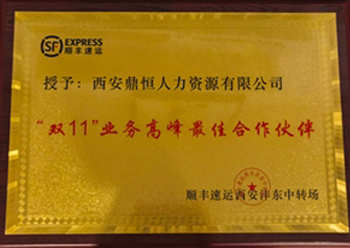 SF EXPRESS
顺丰速运
授予：西安鼎恒人力资源有限公司
“双11”业务高峰最佳合作伙伴
顺丰速运西安沣东中转场